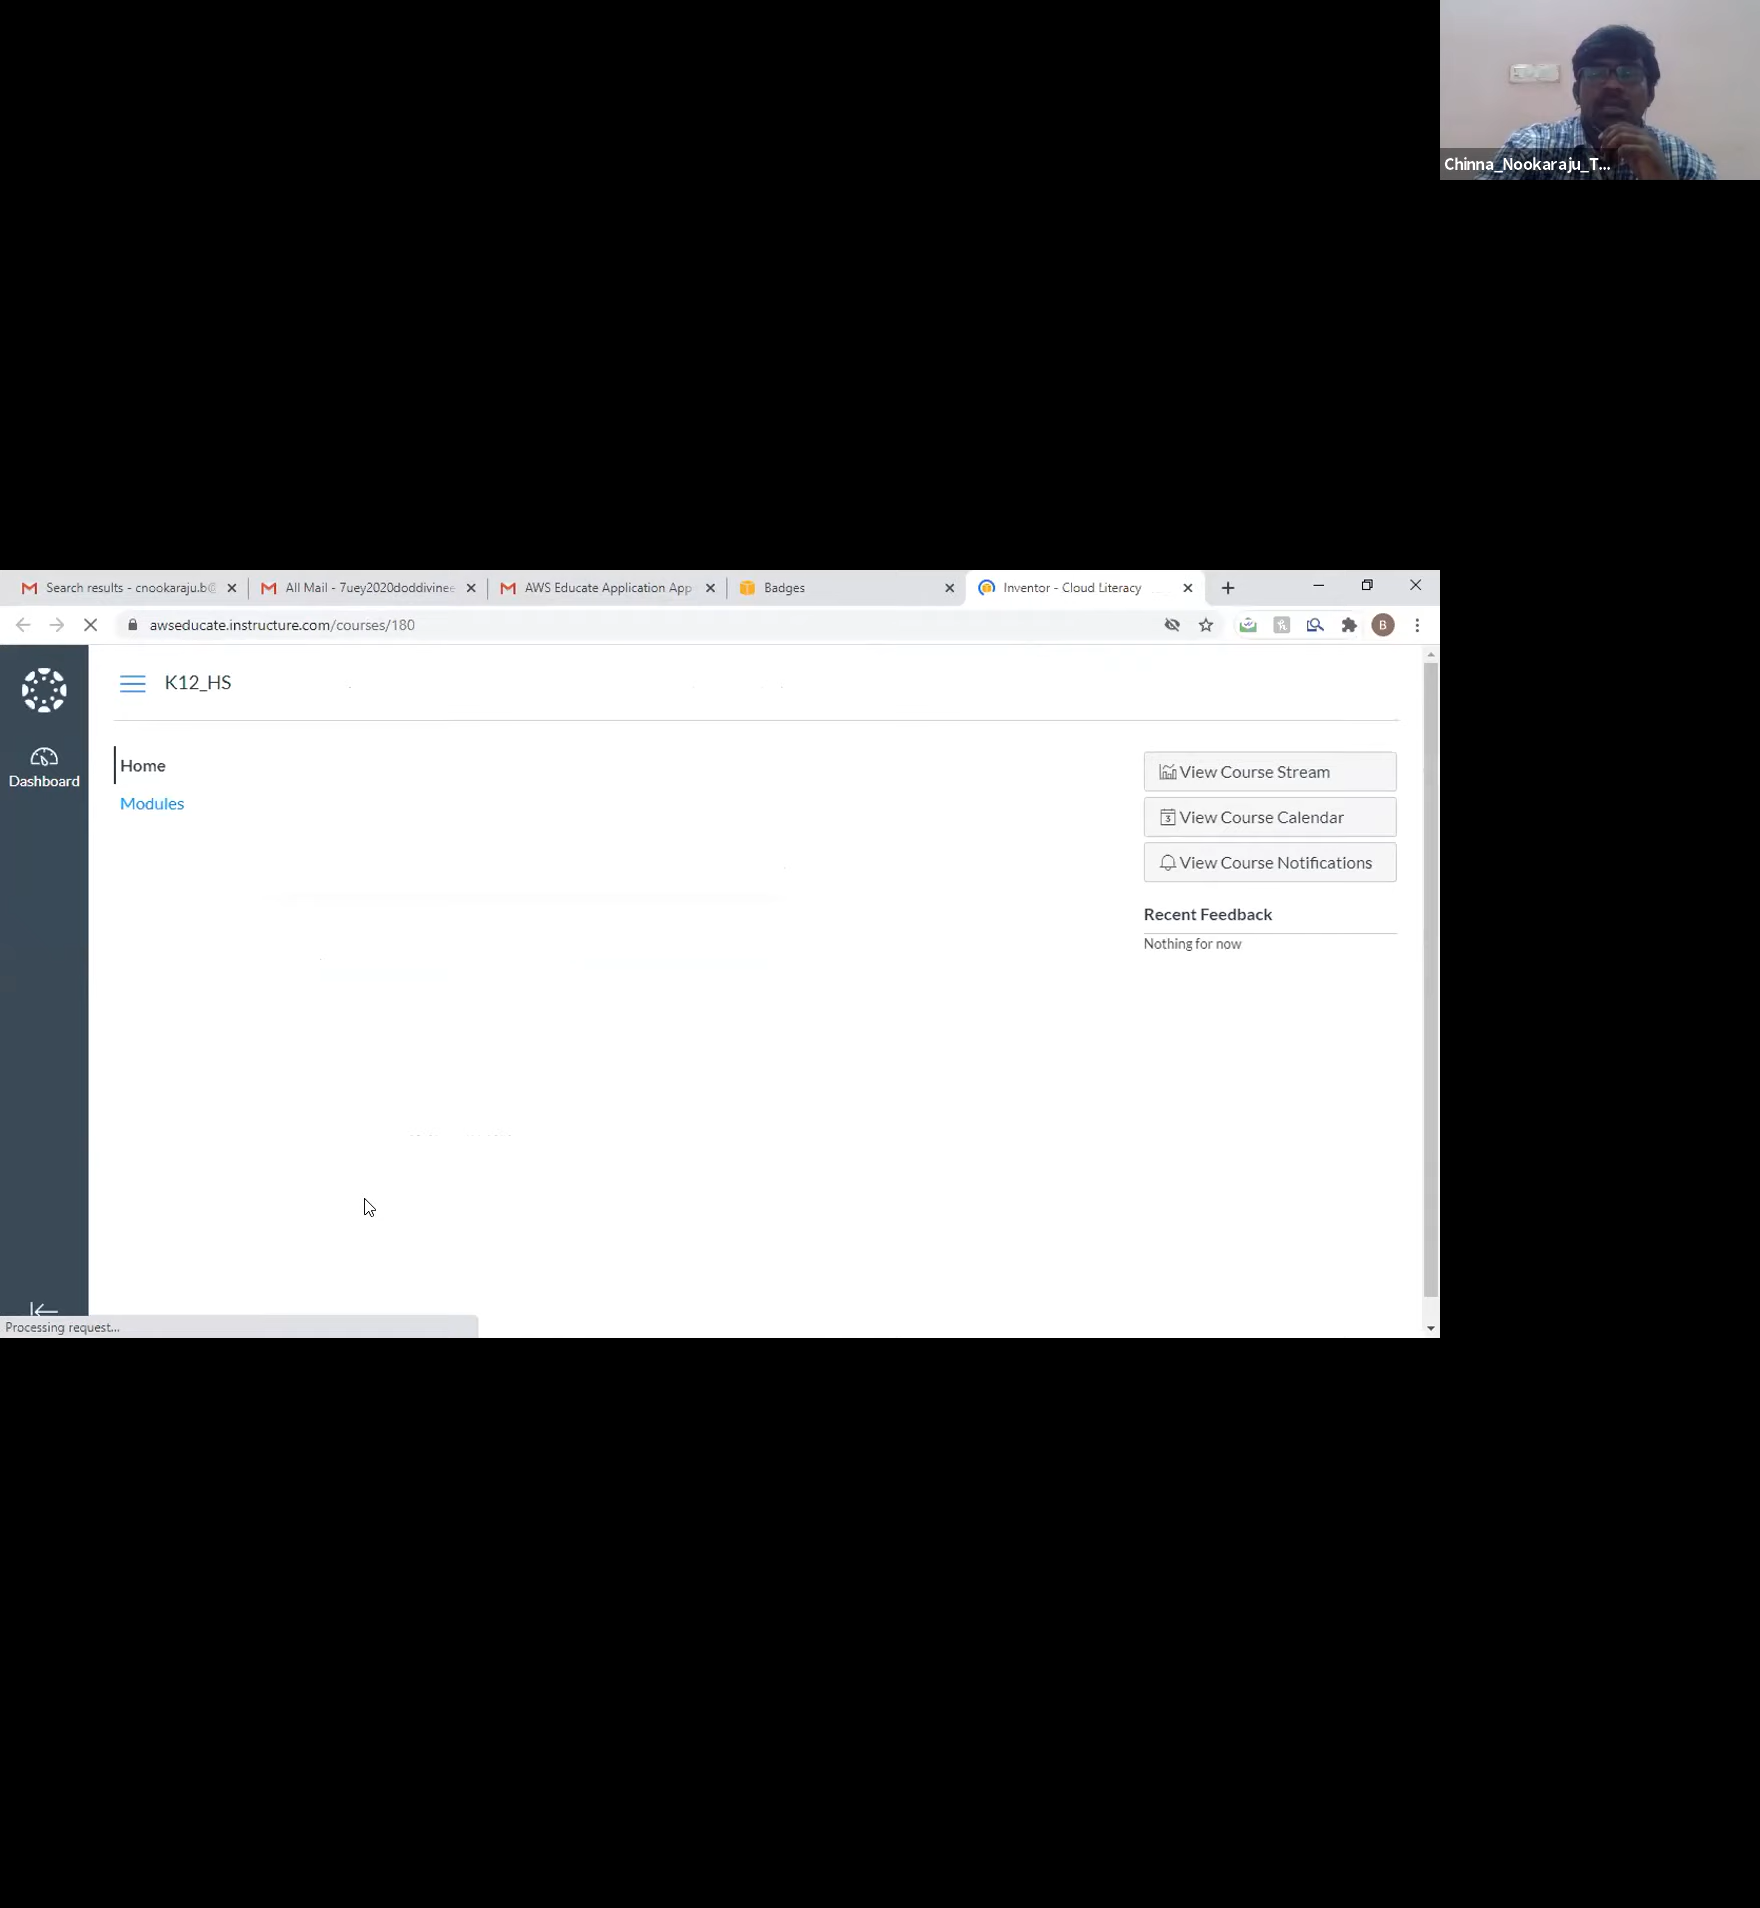 Chinna_Nookaraju_T...
Search results - cnookaraju.b@
All Mail - 7uey2020doddivinee
AWS Educate Application App
Badges
Inventor - Cloud Literacy
awseducate.instructure.com/courses/180
B
K12_HS
Dashboard
Home
Modules
View Course Stream
3 View Course Calendar
View Course Notifications
Recent Feedback
Nothing for now
Processing request...